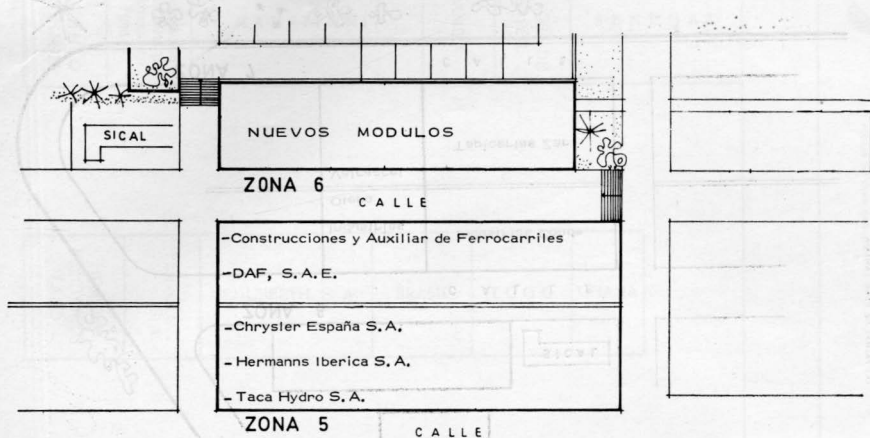 SICAL
NUEVOS MODULOS
ZONA 6
CALLE
-Construcciones y Auxiliar de Ferrocarriles
-DAF, S.A.E.
-Chrysler España S.A.
-Hermanns Iberica S.A.
-Taca Hydro S.A.
ZONA 5
CALLE